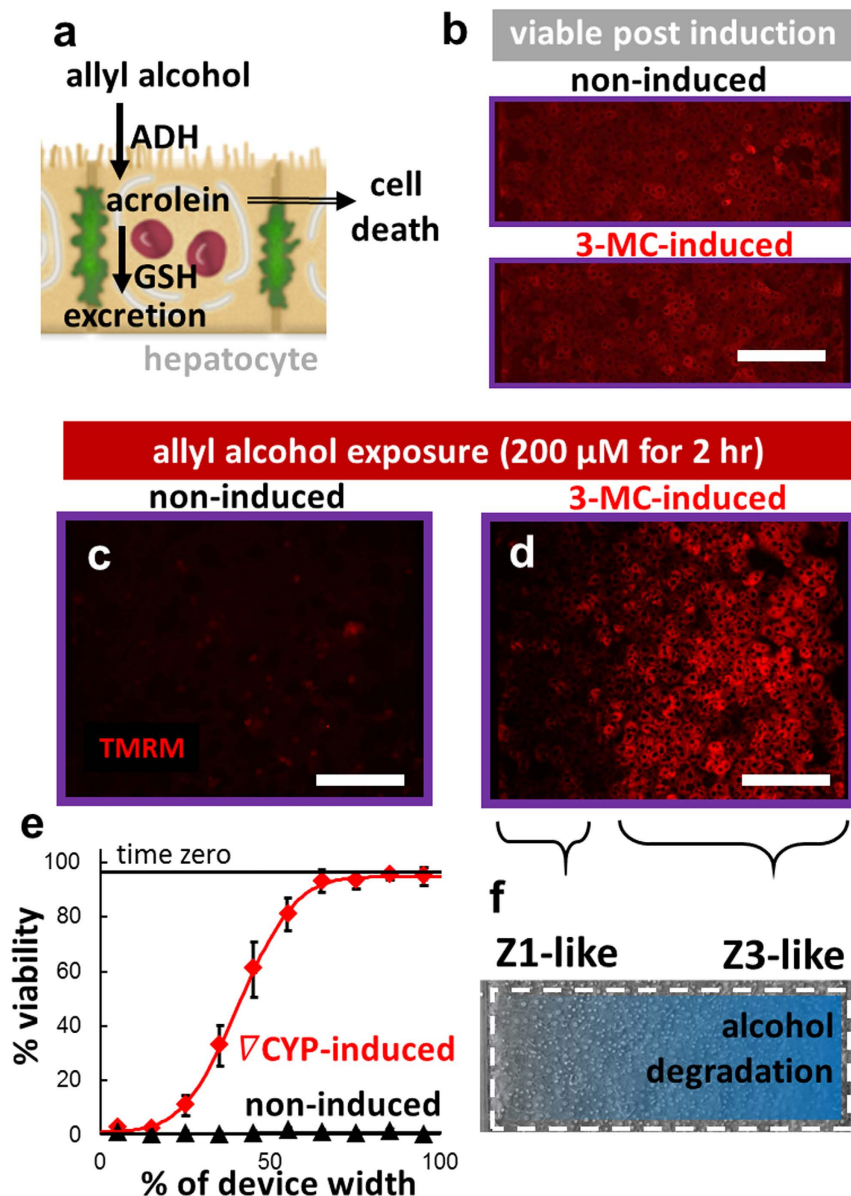 a
allyl alcohol
ADH
acrolein
cell
death
GSH
excretion
hepatocyte
b
viable post induction
non-induced
3-MC-induced
allyl alcohol exposure (200 µM for 2 hr)
non-induced
3-MC-induced
c
TMRM
d
e
time zero
100
80
60
40
20
0
% viability
∇CYP-induced
non-induced
0
50
100
% of device width
f
Z1-like
Z3-like
alcohol
degradation